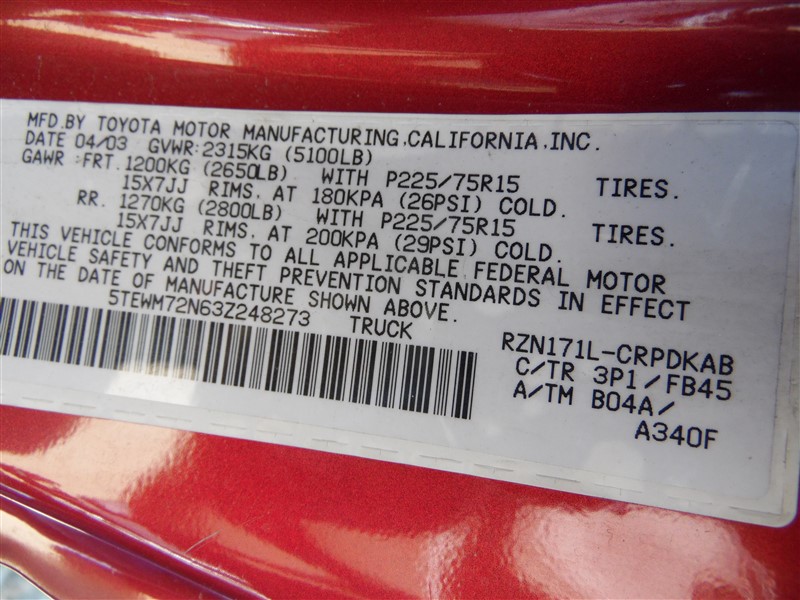 MFD.BY TOYOTA MOTOR MANUFACTURING,CALIFORNIA,INC.
DATE 04/03 GVWR:2315KG (5100LB)
GAWR :FRT.1200KG (2650LB) WITH P225/75R15 TIRES.
15X7JJ RIMS, AT 180KPA (26PSI) COLD.
RR. 1270KG (2800LB) WITH P225/75R15 TIRES.
15X7JJ RIMS, AT 200KPA (29PSI) COLD.
THIS VEHICLE CONFORMS TO ALL APPLICABLE FEDERAL MOTOR
VEHICLE SAFETY AND THEFT PREVENTION STANDARDS IN EFFECT
ON THE DATE OF MANUFACTURE SHOWN ABOVE.
5TEWM72N63Z248273 TRUCK
RZN171L-CRPDKAB
C/TR 3P1/FB45
A/TM B04A/
A340F